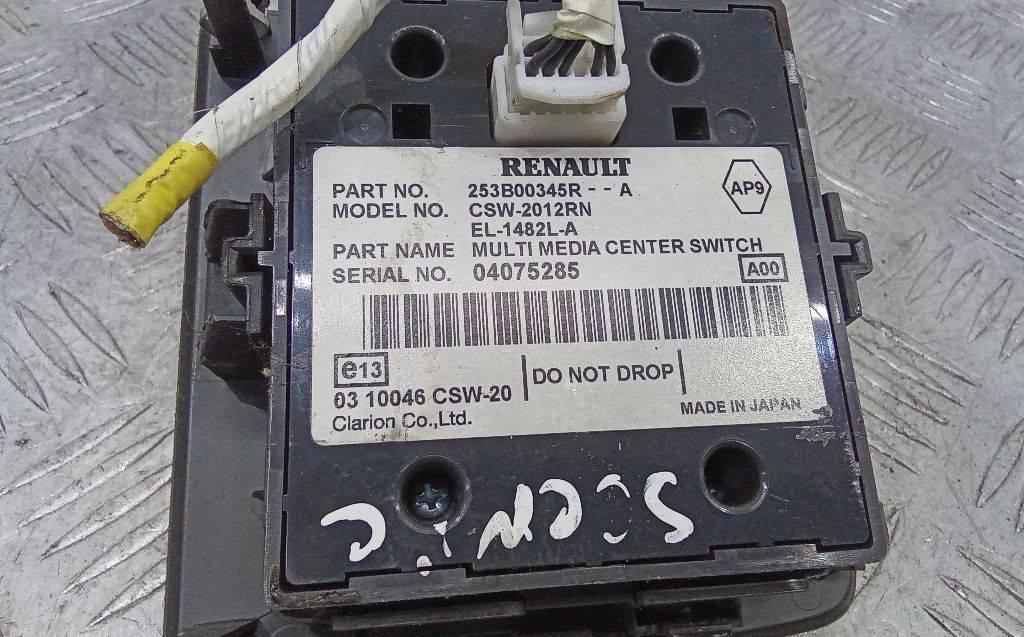 RENAULT
PART NO. 253B00345R - - A
AP9
MODEL NO. CSW-2012RN
EL-1482L-A
PART NAME MULTI MEDIA CENTER SWITCH
SERIAL NO. 04075285
A00
e13
DO NOT DROP
03 10046 CSW-20
Clarion Co.,Ltd.
MADE IN JAPAN